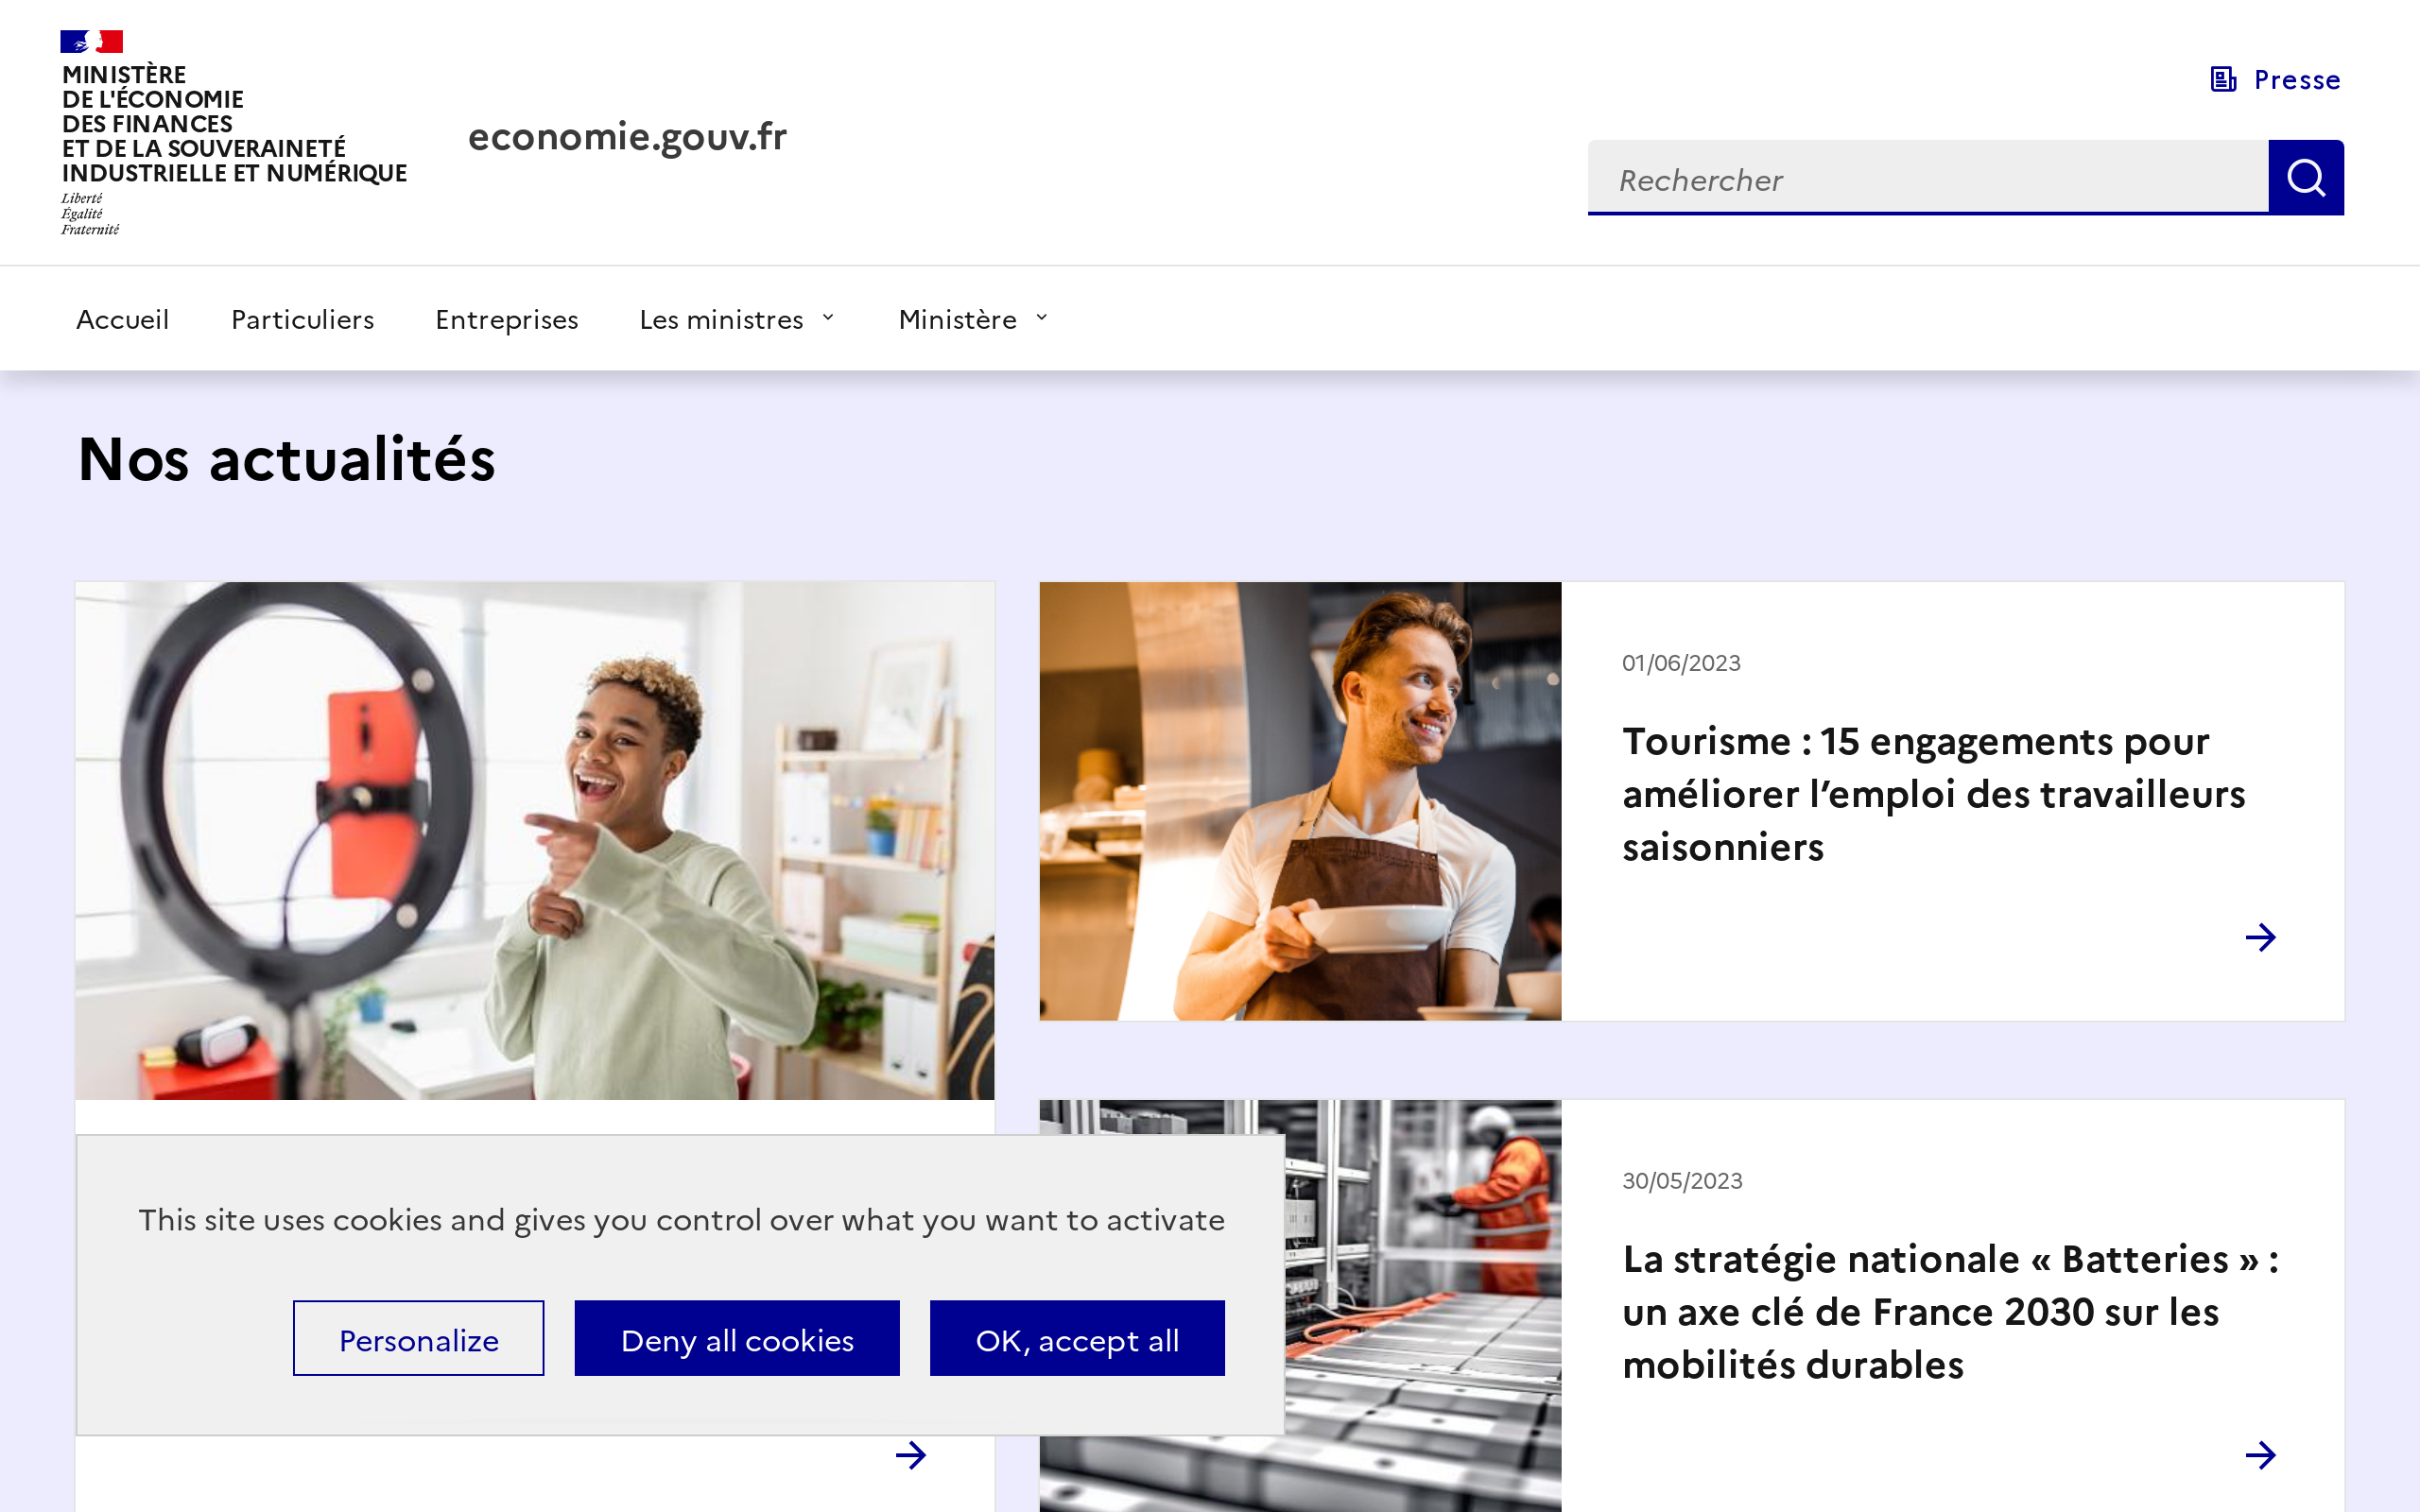 MINISTÈRE
DE L'ÉCONOMIE
DES FINANCES
ET DE LA SOUVERAINETÉ
INDUSTRIELLE ET NUMÉRIQUE
Liberté
Égalité
Fraternité
economie.gouv.fr
Presse
Rechercher
Accueil
Particuliers
Entreprises
Les ministres
Ministère
Nos actualités
01/06/2023
Tourisme : 15 engagements pour
améliorer l’emploi des travailleurs
saisonniers
30/05/2023
La stratégie nationale « Batteries » :
un axe clé de France 2030 sur les
mobilités durables
This site uses cookies and gives you control over what you want to activate
Personalize
Deny all cookies
OK, accept all